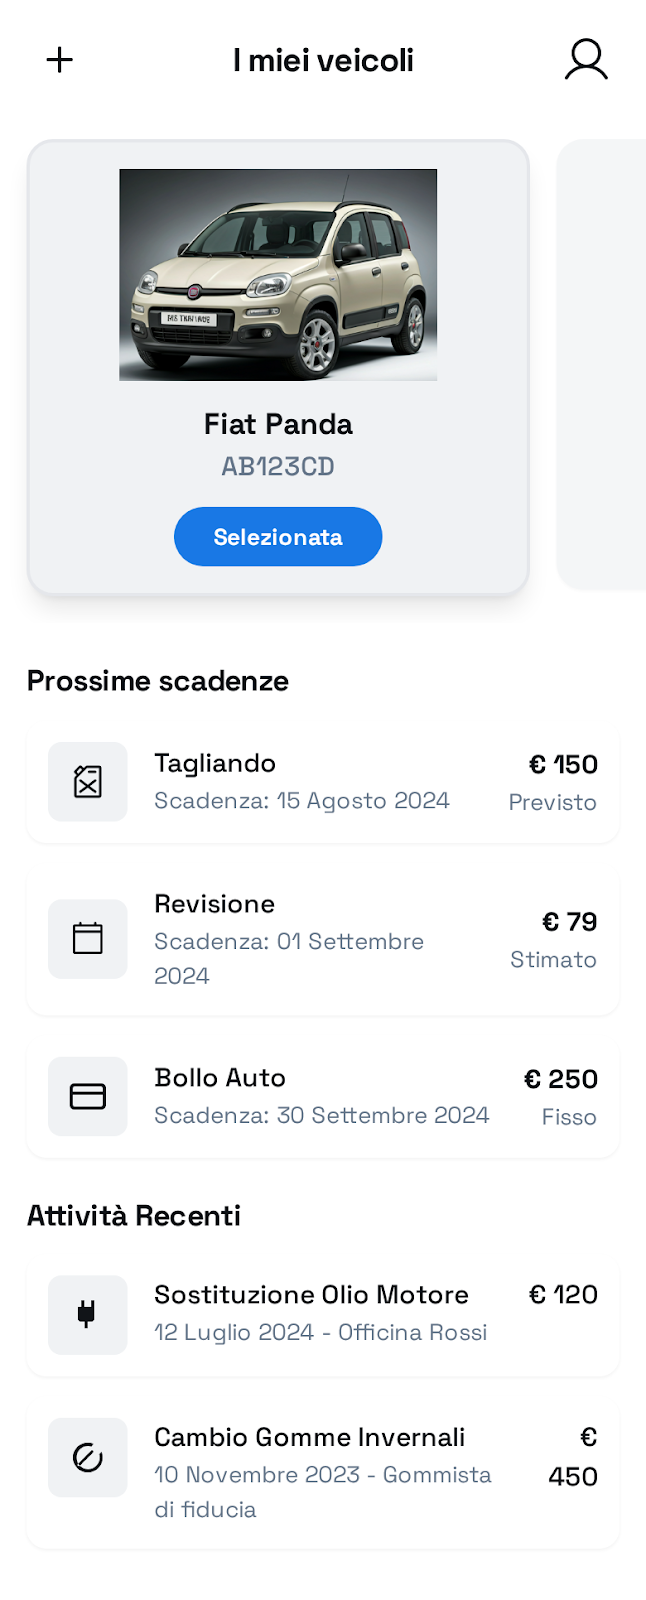 I miei veicoli
Fiat Panda
AB123CD
Selezionata
Prossime scadenze
Tagliando
€ 150
Scadenza: 15 Agosto 2024
Previsto
Revisione
€ 79
Scadenza: 01 Settembre
2024
Stimato
Bollo Auto
€ 250
Scadenza: 30 Settembre 2024
Fisso
Attività Recenti
Sostituzione Olio Motore
€ 120
12 Luglio 2024 - Officina Rossi
Cambio Gomme Invernali
€
450
10 Novembre 2023 - Gommista
di fiducia